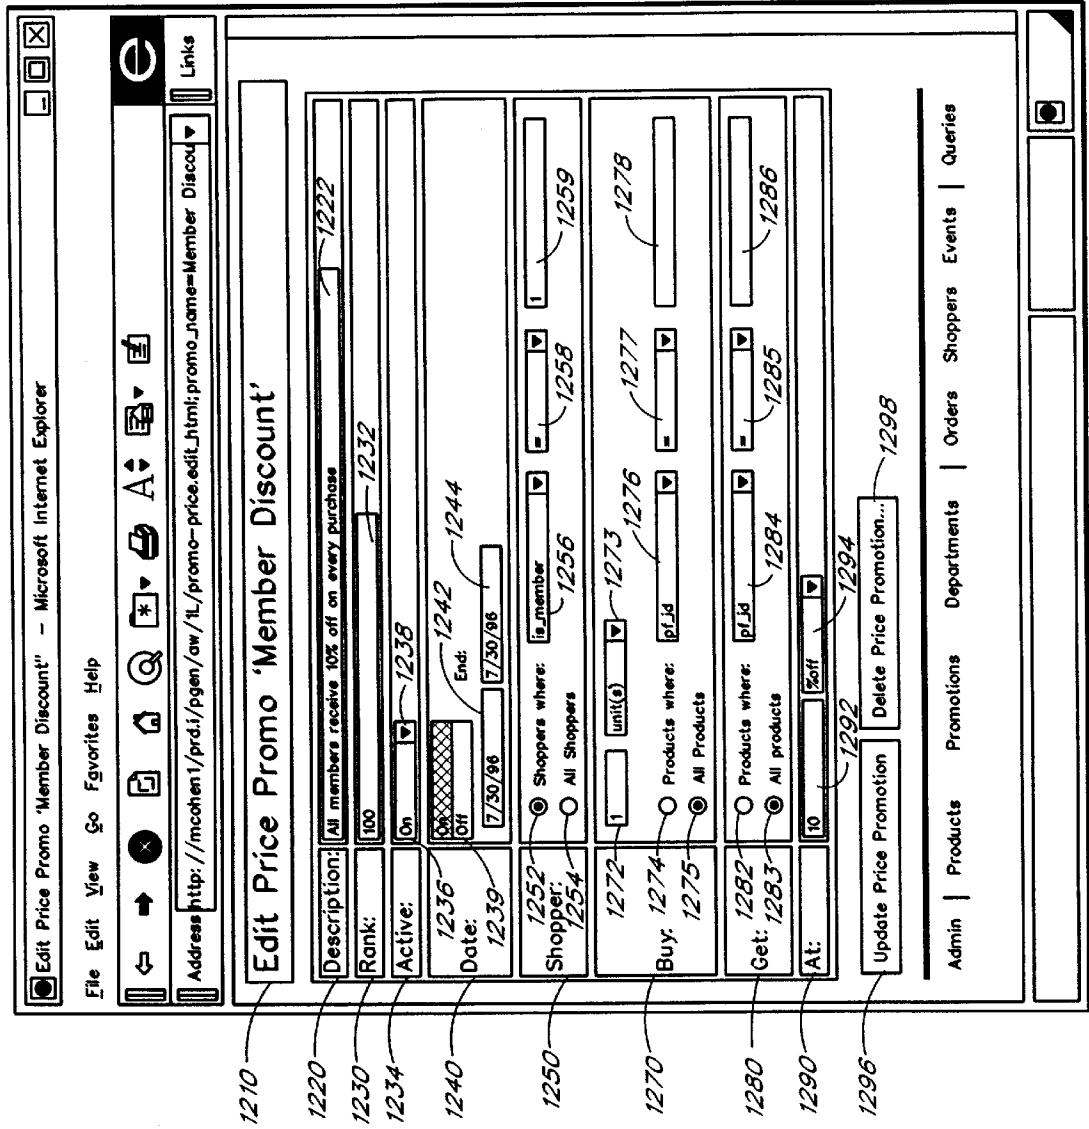 Edit Price Promo 'Member Discount" – Microsoft Internet Explorer
File Edit View Go Favorites Help
Address http://mcohen1/prd.i/pgen/aw/1L/promo-price.edit_html;promo_name=Member Discou Links
1210 Edit Price Promo 'Member Discount'
1220 Description: All members receive 10% off on every purchase 1222
1230 Rank: 100 1232
1234 Active: On 1238
1236 On
1239 Off 1242 1244
1240 Date: 7/30/96 End: 7/30/96
1252 Shoppers where: is_member = 1
1250 Shopper: 1256 1258 1259
1254 All Shoppers
1272 1 unit(s) 1273
1276 1277 1278
1270 Buy: 1274 Products where: pf_id =
1275 All Products
1282 Products where: pf_id =
1280 Get: 1284 1285 1286
1283 All products
1290 At: 10 %off
1292 1294
1296 Update Price Promotion Delete Price Promotion... 1298
Admin | Products Promotions Departments | Orders Shoppers Events | Queries